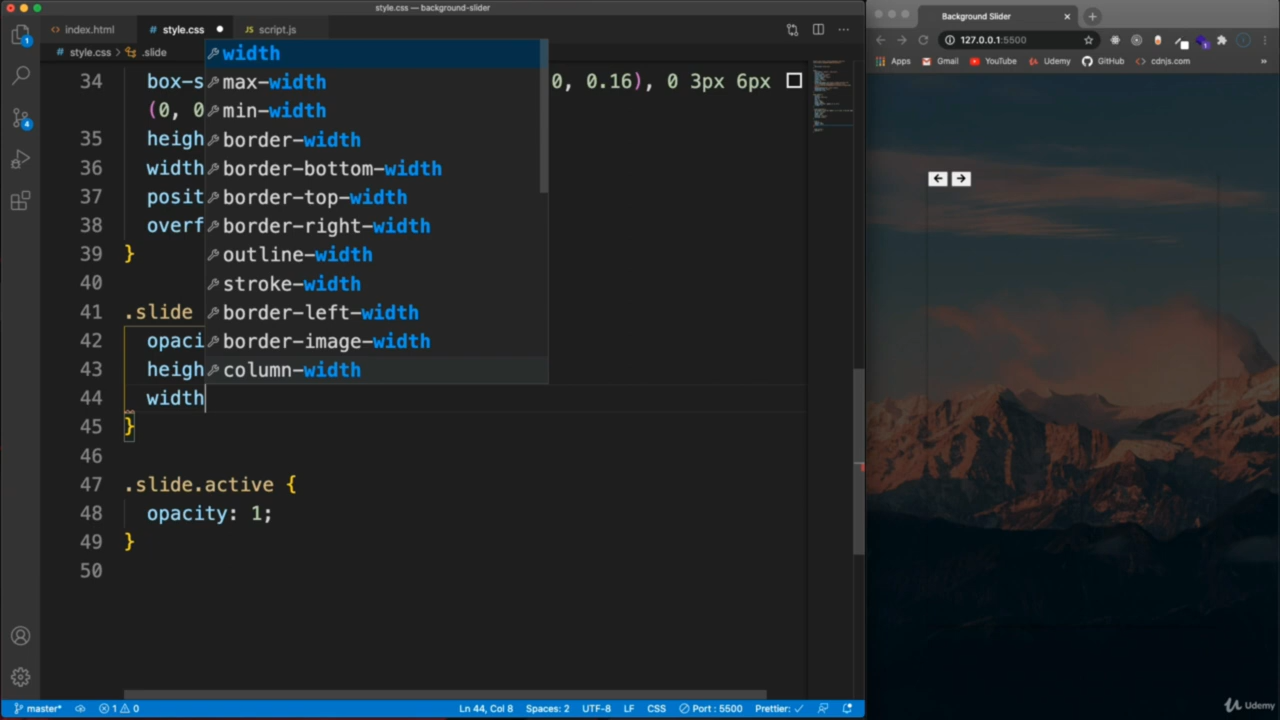 style.css — background-slider
index.html
style.css
script.js
style.css > .slide
width
max-width
min-width
border-width
border-bottom-width
border-top-width
border-right-width
outline-width
stroke-width
border-left-width
border-image-width
column-width
34 box-s 0, 0.16), 0 3px 6px
(0, 0
35 heigh
36 width
37 posit
38 overf
39 }
40
41 .slide
42 opaci
43 heigh
44 width
45 }
46
47 .slide.active {
48 opacity: 1;
49 }
50
1
4
master*
1 0
Ln 44, Col 8
Spaces: 2
UTF-8
LF
CSS
Port : 5500
Prettier: ✓
Background Slider
127.0.0.1:5500
Apps
Gmail
YouTube
Udemy
GitHub
cdnjs.com
»
← →
Udemy